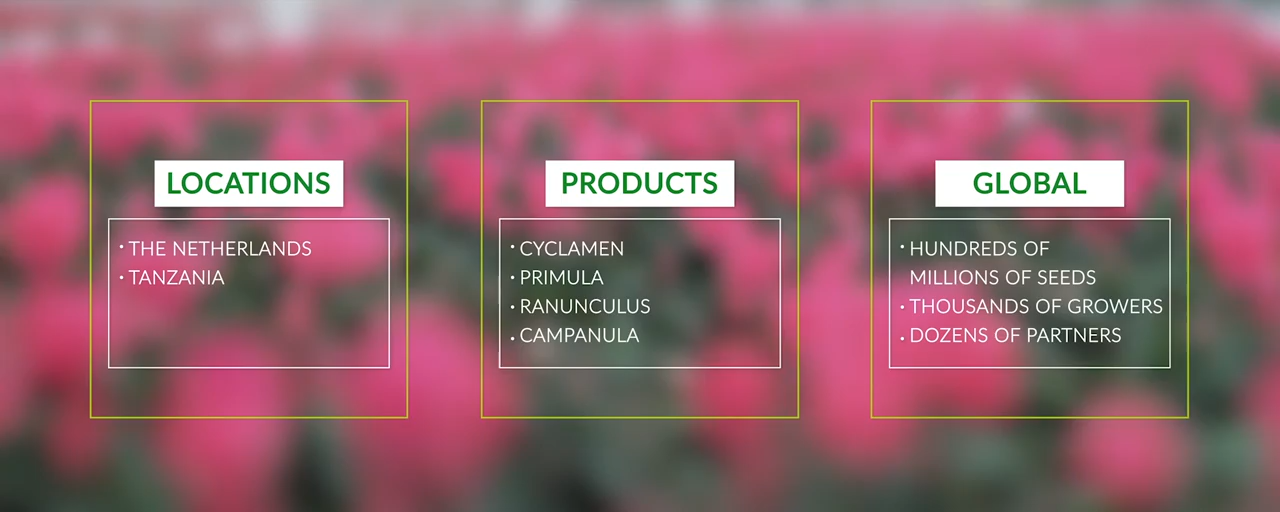 LOCATIONS
· THE NETHERLANDS
· TANZANIA
PRODUCTS
· CYCLAMEN
· PRIMULA
· RANUNCULUS
· CAMPANULA
GLOBAL
· HUNDREDS OF
MILLIONS OF SEEDS
· THOUSANDS OF GROWERS
· DOZENS OF PARTNERS